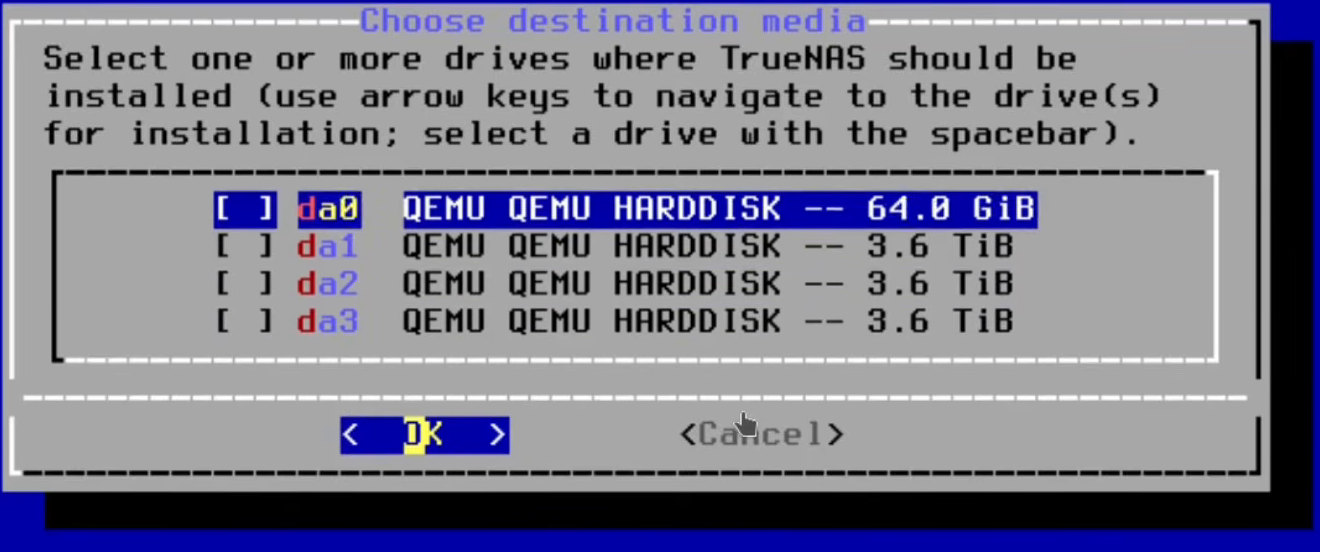 Choose destination media
Select one or more drives where TrueNAS should be
installed (use arrow keys to navigate to the drive(s)
for installation; select a drive with the spacebar).
[ ] da0 QEMU QEMU HARDDISK -- 64.0 GiB
[ ] da1 QEMU QEMU HARDDISK -- 3.6 TiB
[ ] da2 QEMU QEMU HARDDISK -- 3.6 TiB
[ ] da3 QEMU QEMU HARDDISK -- 3.6 TiB
< OK > <Cancel>